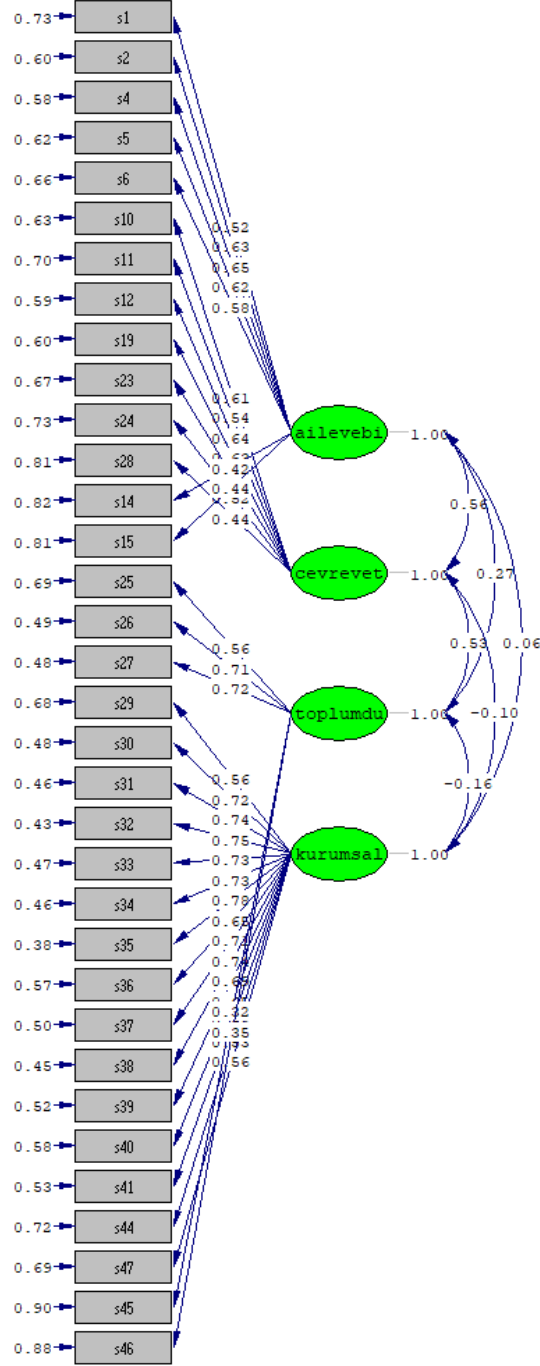 0.73 s1
0.60 s2
0.58 s4
0.62 s5
0.66 s6
0.63 s10
0.70 s11
0.59 s12
0.60 s19
0.67 s23
0.73 s24
0.81 s28
0.82 s14
0.81 s15
0.69 s25
0.49 s26
0.48 s27
0.68 s29
0.48 s30
0.46 s31
0.43 s32
0.47 s33
0.46 s34
0.38 s35
0.57 s36
0.50 s37
0.45 s38
0.52 s39
0.58 s40
0.53 s41
0.72 s44
0.69 s47
0.90 s45
0.88 s46
0.52
0.63
0.65
0.62
0.58
0.61
0.54
0.64
0.42
0.44
0.44
0.56
0.71
0.72
0.56
0.72
0.74
0.75
0.73
0.73
0.78
0.32
0.35
0.56
ailevebi 1.00
cevrevet 1.00
toplumdu 1.00
kurumsal 1.00
0.56
0.27
0.53
0.06
-0.10
-0.16